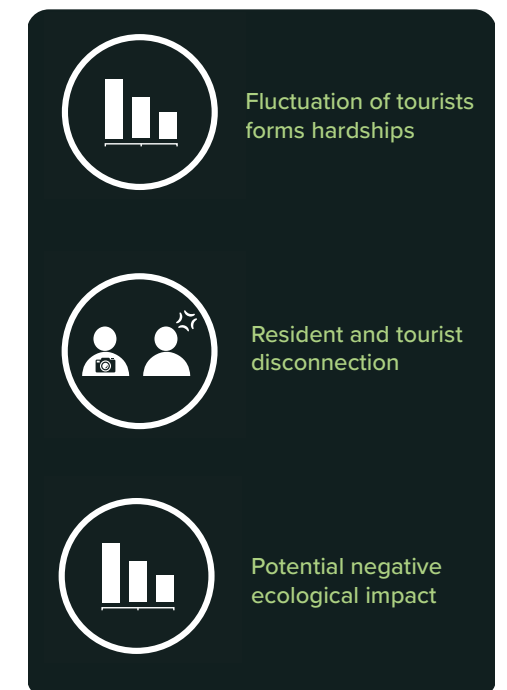 Fluctuation of tourists
forms hardships
Resident and tourist
disconnection
Potential negative
ecological impact